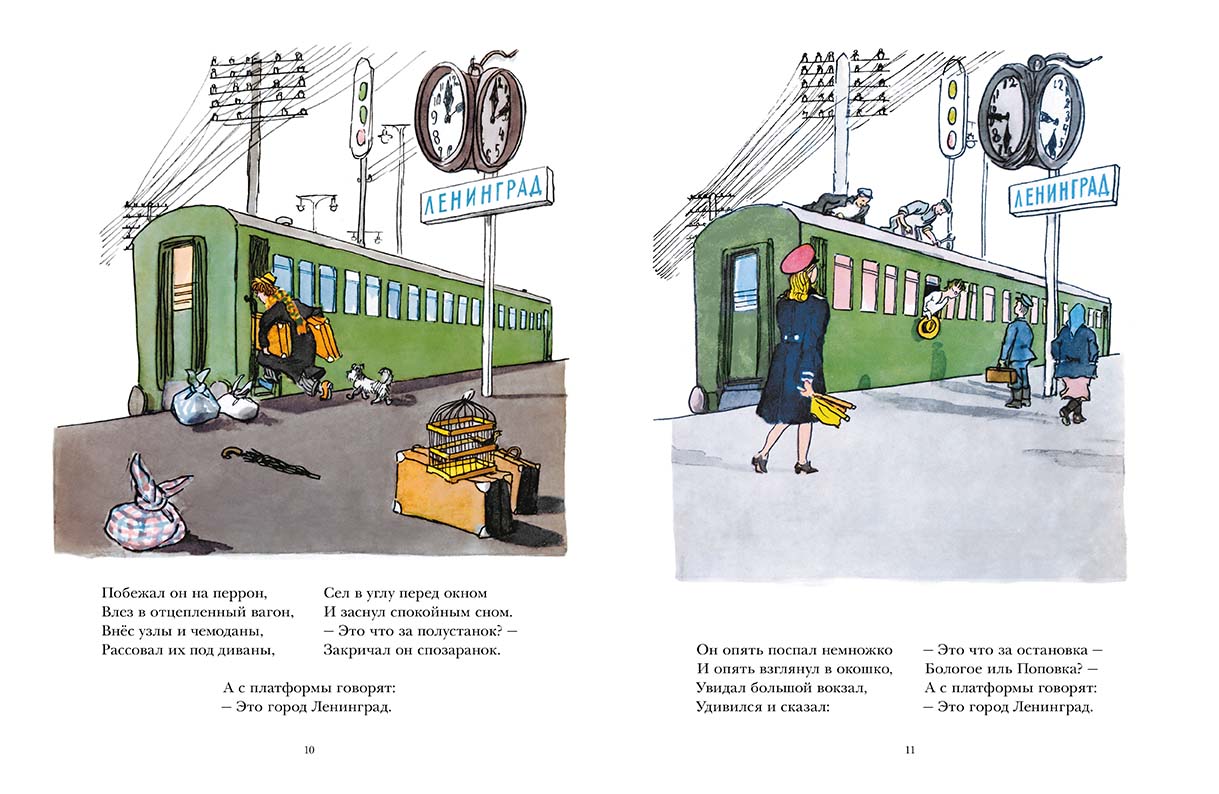 ЛЕНИНГРАД
Побежал он на перрон,
Влез в отцепленный вагон,
Внёс узлы и чемоданы,
Рассовал их под диваны,
Сел в углу перед окном
И заснул спокойным сном.
— Это что за полустанок? —
Закричал он спозаранок.
А с платформы говорят:
— Это город Ленинград.
10
ЛЕНИНГРАД
Он опять поспал немножко
И опять взглянул в окошко,
Увидал большой вокзал,
Удивился и сказал:
— Это что за остановка —
Бологое иль Поповка? —
А с платформы говорят:
— Это город Ленинград.
11